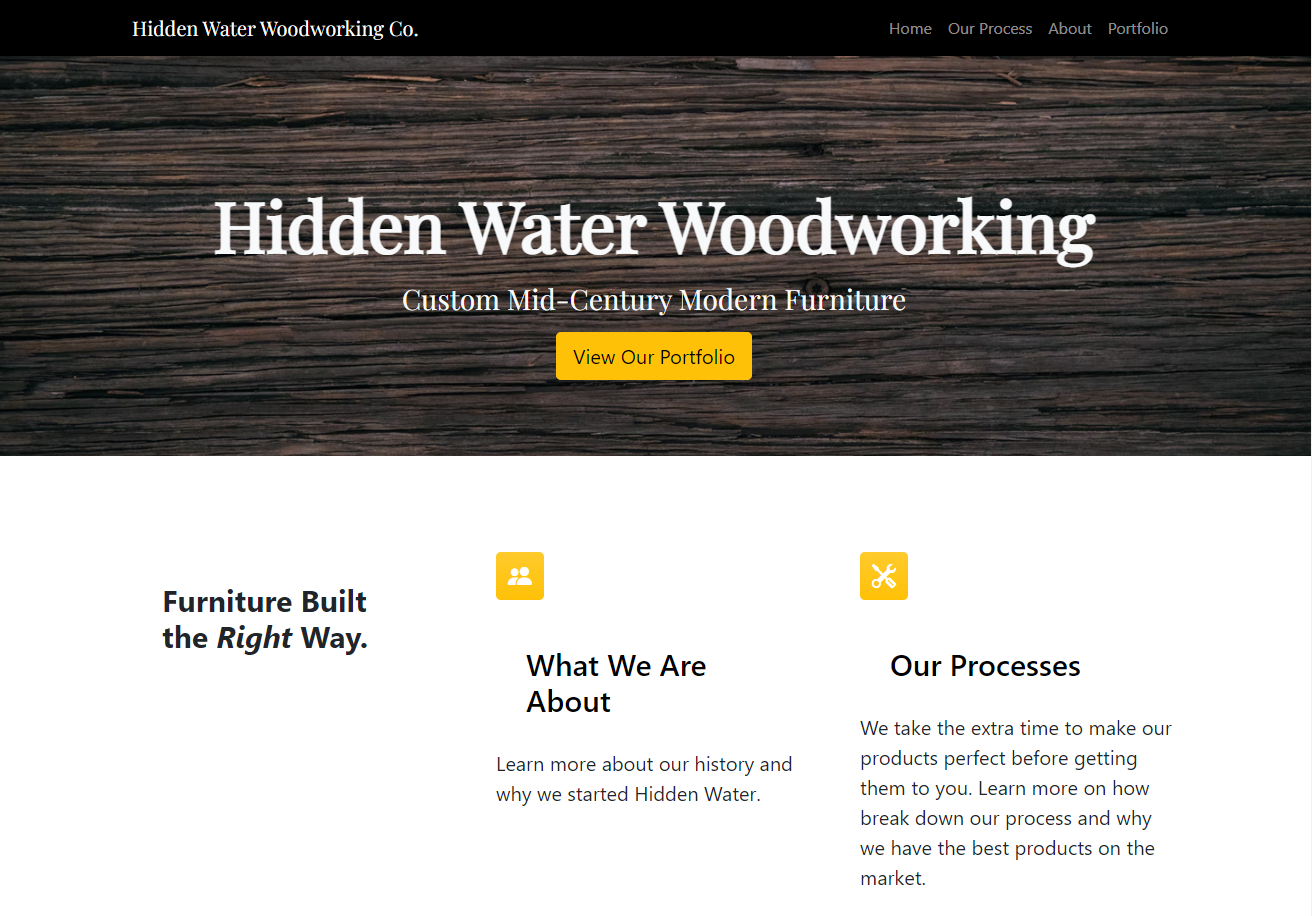 Hidden Water Woodworking Co.
Home Our Process About Portfolio
Hidden Water Woodworking
Custom Mid-Century Modern Furniture
View Our Portfolio
Furniture Built
the Right Way.
What We Are
About
Learn more about our history and
why we started Hidden Water.
Our Processes
We take the extra time to make our
products perfect before getting
them to you. Learn more on how
break down our process and why
we have the best products on the
market.